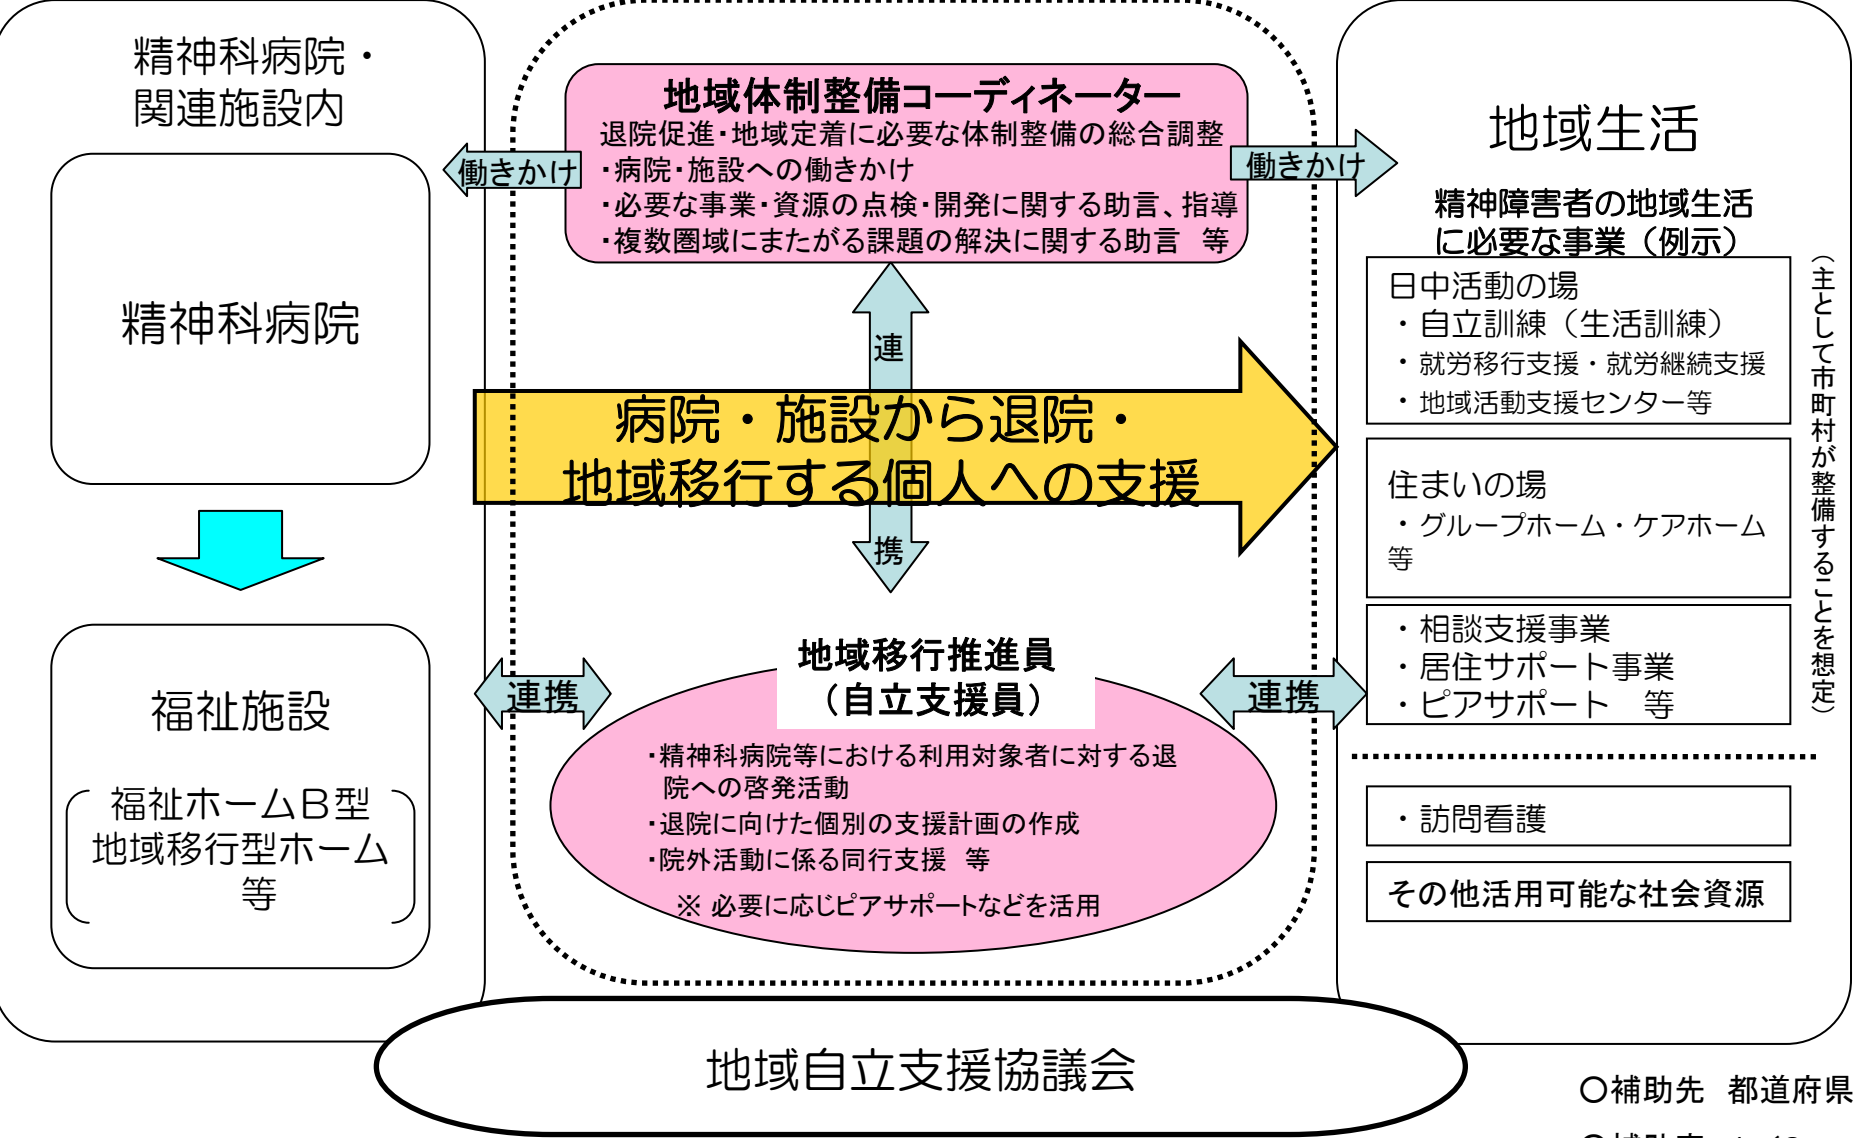 精神科病院・
関連施設内
精神科病院
福祉施設
福祉ホームB型
地域移行型ホーム
等
地域体制整備コーディネーター
退院促進・地域定着に必要な体制整備の総合調整
・病院・施設への働きかけ
・必要な事業・資源の点検・開発に関する助言、指導
・複数圏域にまたがる課題の解決に関する助言　等
働きかけ
働きかけ
連
携
病院・施設から退院・
地域移行する個人への支援
地域移行推進員
（自立支援員）
連携
連携
・精神科病院等における利用対象者に対する退
院への啓発活動
・退院に向けた個別の支援計画の作成
・院外活動に係る同行支援　等
※ 必要に応じピアサポートなどを活用
地域生活
精神障害者の地域生活
に必要な事業（例示）
日中活動の場
・自立訓練（生活訓練）
・就労移行支援・就労継続支援
・地域活動支援センター等
住まいの場
・グループホーム・ケアホーム
等
・相談支援事業
・居住サポート事業
・ピアサポート　等
（主として市町村が整備することを想定）
・訪問看護
その他活用可能な社会資源
地域自立支援協議会
○補助先　都道府県